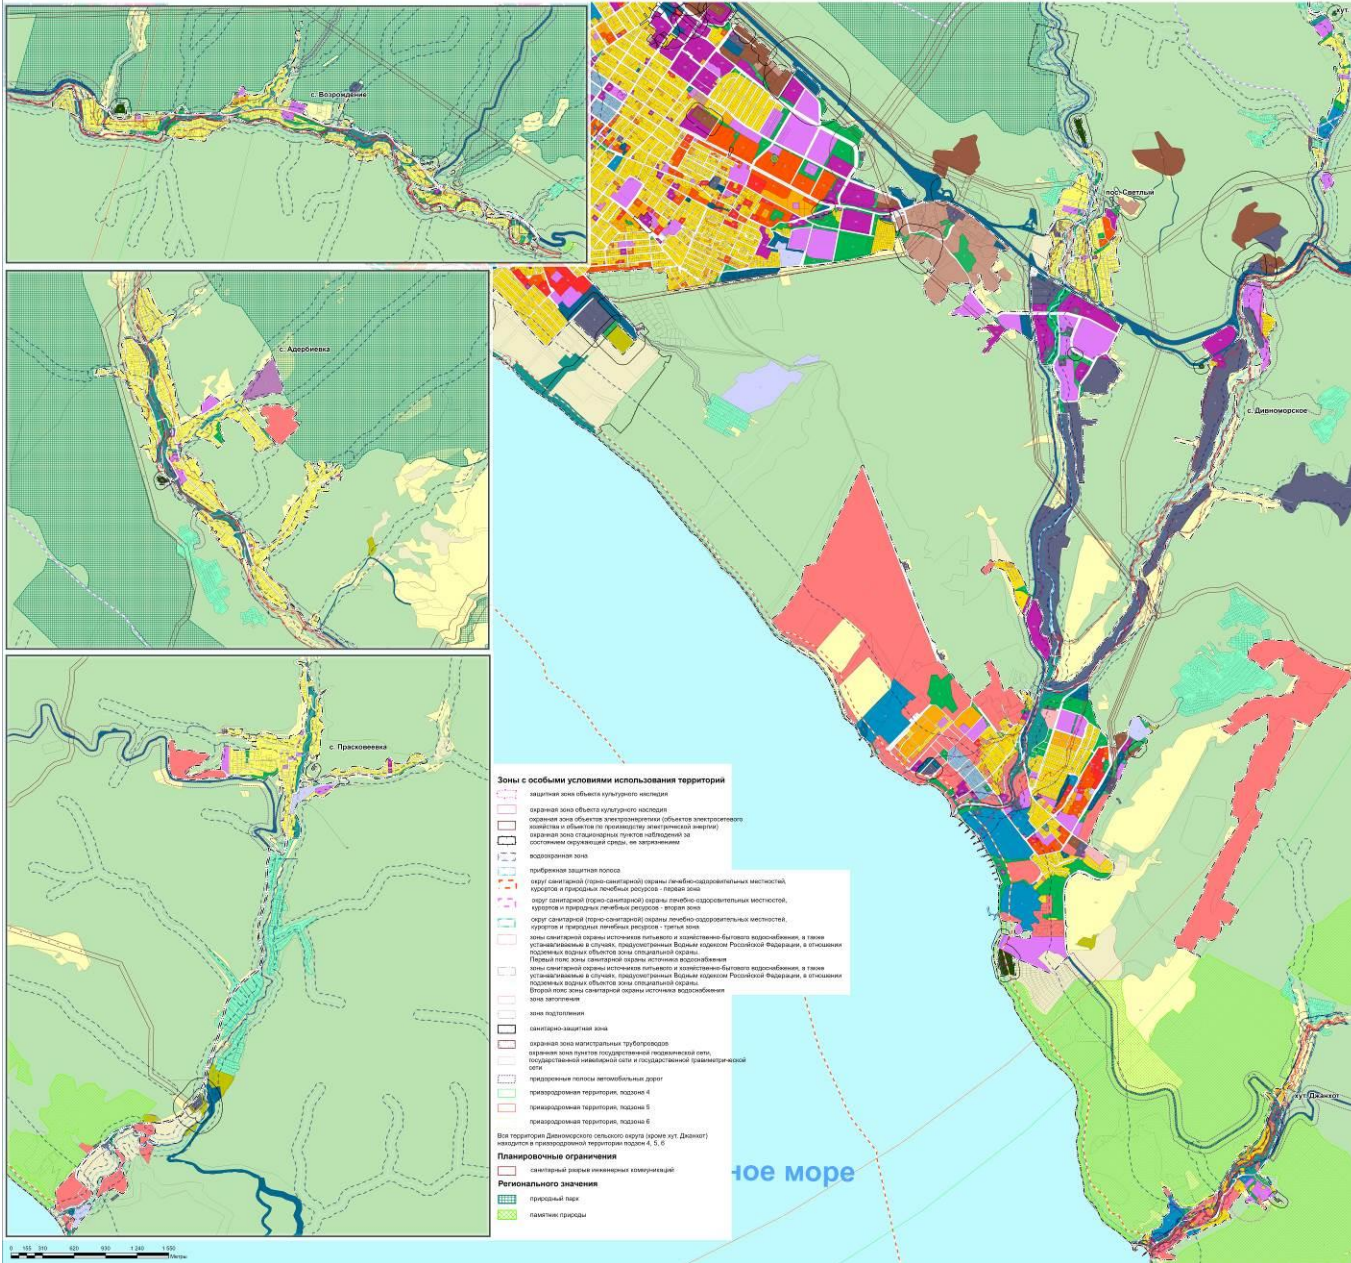 с. Возрождение
с. Адербиевка
с. Прасковеевка
пос. Светлый
с. Дивноморское
хут. Джанхот
хут.
ное море
Зоны с особыми условиями использования территорий
защитная зона объекта культурного наследия
охранная зона объекта культурного наследия
охранная зона объектов электроэнергетики (объектов электросетевого
хозяйства и объектов по производству электрической энергии)
охранная зона стационарных пунктов наблюдений за
состоянием окружающей среды, ее загрязнением
водоохранная зона
прибрежная защитная полоса
округ санитарной (горно-санитарной) охраны лечебно-оздоровительных местностей,
курортов и природных лечебных ресурсов - первая зона
округ санитарной (горно-санитарной) охраны лечебно-оздоровительных местностей,
курортов и природных лечебных ресурсов - вторая зона
округ санитарной (горно-санитарной) охраны лечебно-оздоровительных местностей,
курортов и природных лечебных ресурсов - третья зона
зоны санитарной охраны источников питьевого и хозяйственно-бытового водоснабжения, а также
устанавливаемые в случаях, предусмотренных Водным кодексом Российской Федерации, в отношении
подземных водных объектов зоны специальной охраны.
Первый пояс зоны санитарной охраны источника водоснабжения
зоны санитарной охраны источников питьевого и хозяйственно-бытового водоснабжения, а также
устанавливаемые в случаях, предусмотренных Водным кодексом Российской Федерации, в отношении
подземных водных объектов зоны специальной охраны.
Второй пояс зоны санитарной охраны источника водоснабжения
зона затопления
зона подтопления
санитарно-защитная зона
охранная зона магистральных трубопроводов
охранная зона пунктов государственной геодезической сети,
государственной нивелирной сети и государственной гравиметрической
сети
придорожные полосы автомобильных дорог
приаэродромная территория, подзона 4
приаэродромная территория, подзона 5
приаэродромная территория, подзона 6
Вся территория Дивноморского сельского округа (кроме хут. Джанхот)
находится в приаэродромной территории подзон 4, 5, 6
Планировочные ограничения
санитарный разрыв инженерных коммуникаций
Регионального значения
природный парк
памятник природы
0 155 310 620 930 1 240 1 550
Метры